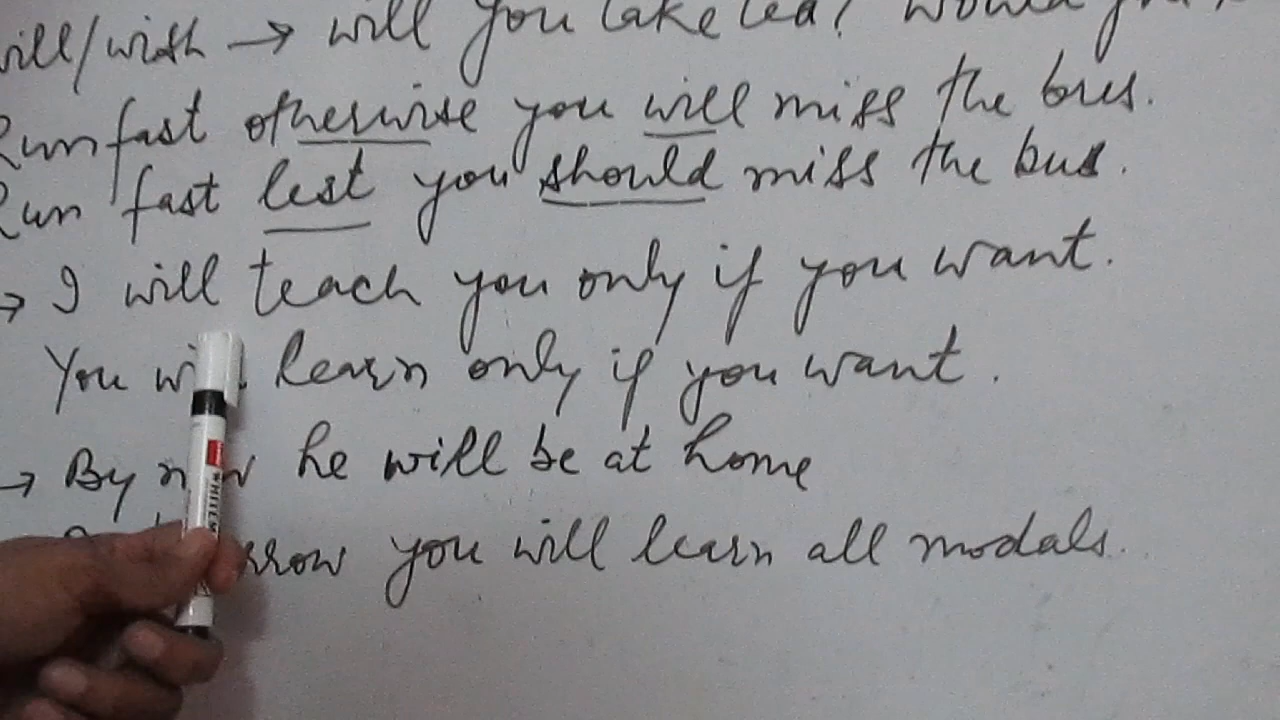 will/wish → will you take tea? Would you
Run fast otherwise you will miss the bus.
Run fast lest you should miss the bus.
→ I will teach you only if you want.
You will learn only if you want.
→ By now he will be at home
you will learn all modals.